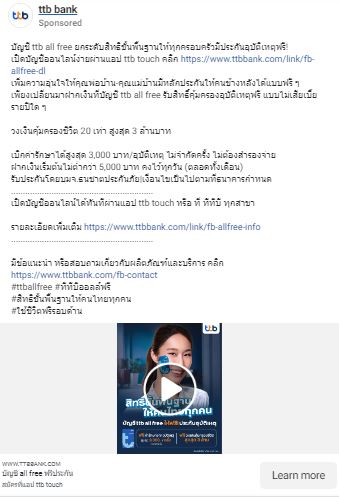 ttb bank
Sponsored
บัญชี ttb all free ยกระดับสิทธิขั้นพื้นฐานให้ทุกครอบครัวมีประกันอุบัติเหตุฟรี!
เปิดบัญชีออนไลน์ง่ายผ่านแอป ttb touch คลิก https://www.ttbbank.com/link/fb-
allfree-dl
เพิ่มความอุ่นใจให้คุณพ่อบ้าน-คุณแม่บ้านมีหลักประกันให้คนข้างหลังได้แบบฟรี ๆ
เพียงเปลี่ยนมาฝากเงินที่บัญชี ttb all free รับสิทธิ์คุ้มครองอุบัติเหตุฟรี แบบไม่เสียเบี้ย
รายปีใด ๆ
วงเงินคุ้มครองชีวิต 20 เท่า สูงสุด 3 ล้านบาท
เบิกค่ารักษาได้สูงสุด 3,000 บาท/อุบัติเหตุ ไม่จำกัดครั้ง ไม่ต้องสำรองจ่าย
ฝากเงินเริ่มต้นไม่ต่ำกว่า 5,000 บาท คงไว้ทุกวัน (ตลอดทั้งเดือน)
รับประกันโดยบมจ.ธนชาตประกันภัย|เงื่อนไขเป็นไปตามที่ธนาคารกำหนด
เปิดบัญชีออนไลน์ได้ทันทีผ่านแอป ttb touch หรือ ที่ ทีทีบี ทุกสาขา
รายละเอียดเพิ่มเติม https://www.ttbbank.com/link/fb-allfree-info
มีข้อแนะนำ หรือสอบถามเกี่ยวกับผลิตภัณฑ์และบริการ คลิก
https://www.ttbbank.com/fb-contact
#ttballfree #ทีทีบีออลล์ฟรี
#สิทธิขั้นพื้นฐานให้คนไทยทุกคน
#ใช้ชีวิตฟรีรอบด้าน
ttb
สิทธิขั้นพื้นฐาน
ให้คนไทยทุกคน
บัญชี ttb all free ให้ฟรี ประกันอุบัติเหตุ
WWW.TTBBANK.COM
บัญชี all free ฟรีประกัน
สมัครที่แอป ttb touch
Learn more